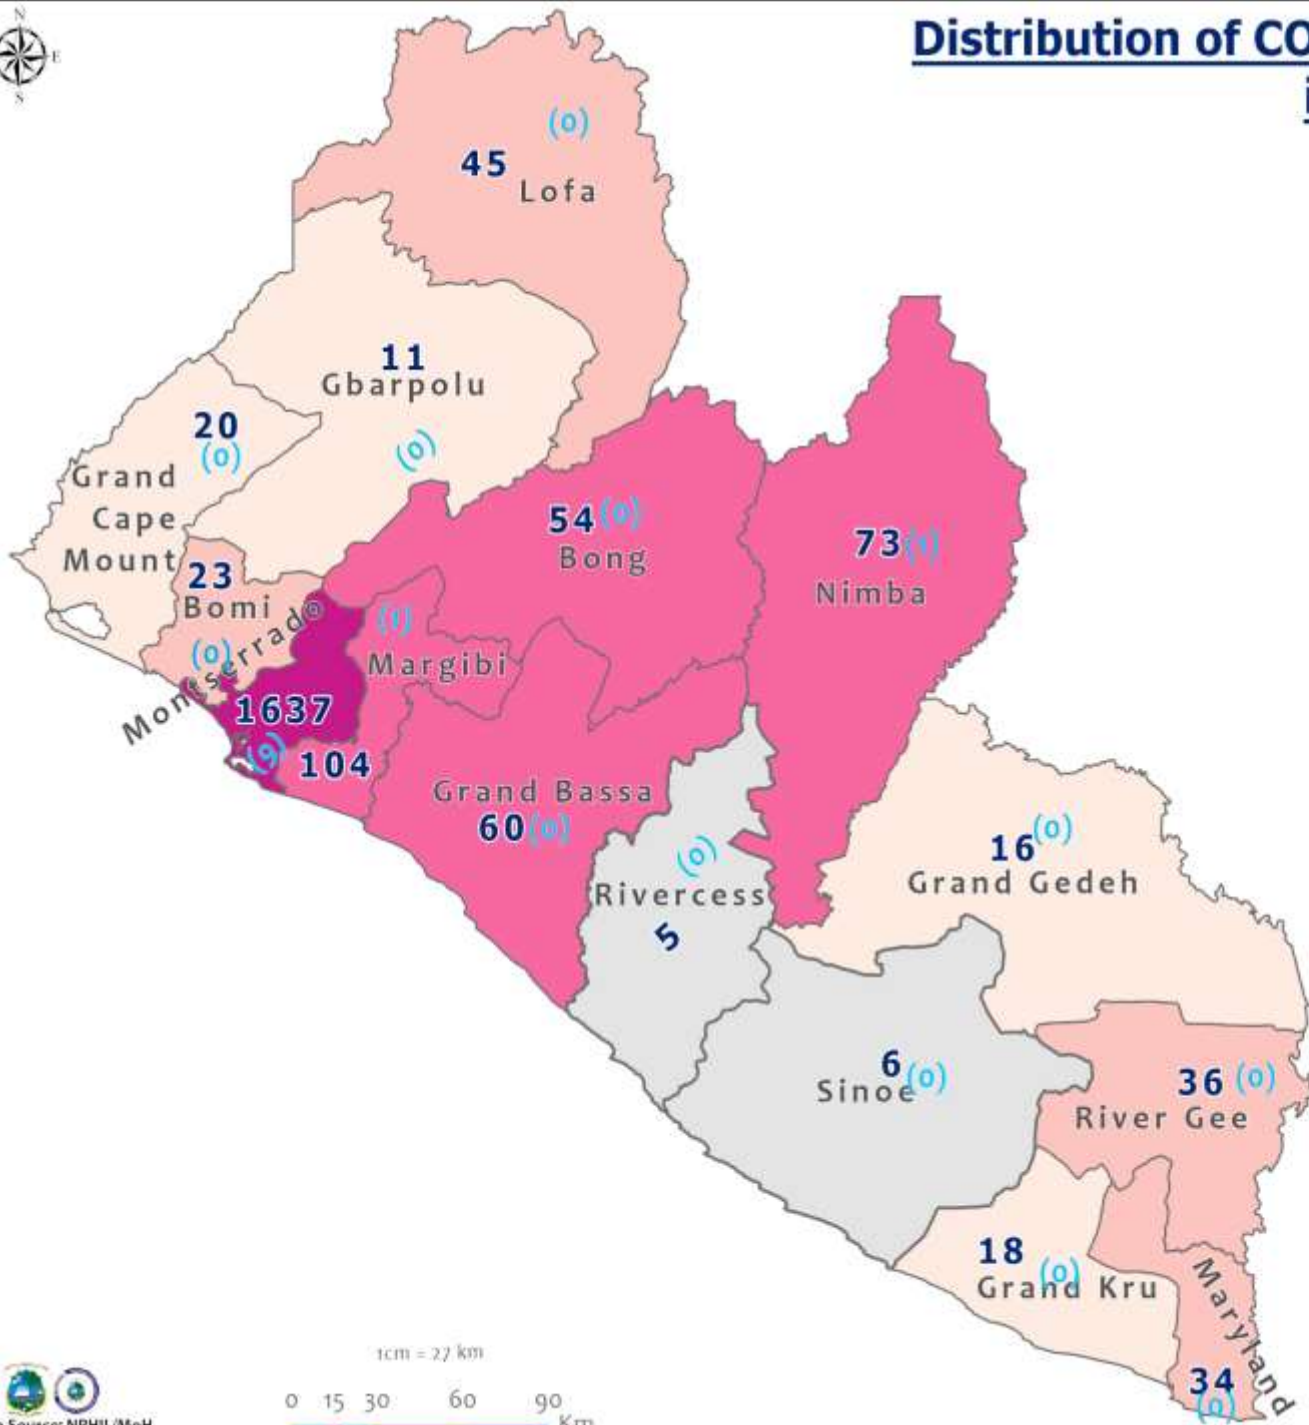 N
E
S
Distribution of CO
i
(0)
45
Lofa
11
Gbarpolu
(0)
20
(0)
Grand
Cape
Mount
54(0)
Bong
73(1)
Nimba
23
Bomi
(0)
Montserrado
1637
(9)
(1)
Margibi
104
Grand Bassa
60(0)
(0)
Rivercess
5
16(0)
Grand Gedeh
6(0)
Sinoe
36 (0)
River Gee
18
(0)
Grand Kru
Maryland
34
(0)
1cm = 27 km
0 15 30 60 90
Km
Source: NPHIL/MoH